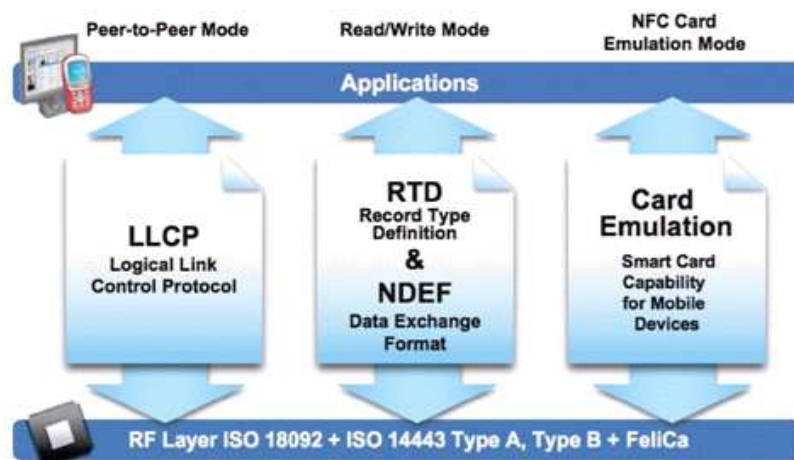 Peer-to-Peer Mode
Read/Write Mode
NFC Card
Emulation Mode
Applications
LLCP
Logical Link
Control Protocol
RTD
Record Type
Definition
&
NDEF
Data Exchange
Format
Card
Emulation
Smart Card
Capability
for Mobile
Devices
RF Layer ISO 18092 + ISO 14443 Type A, Type B + FeliCa